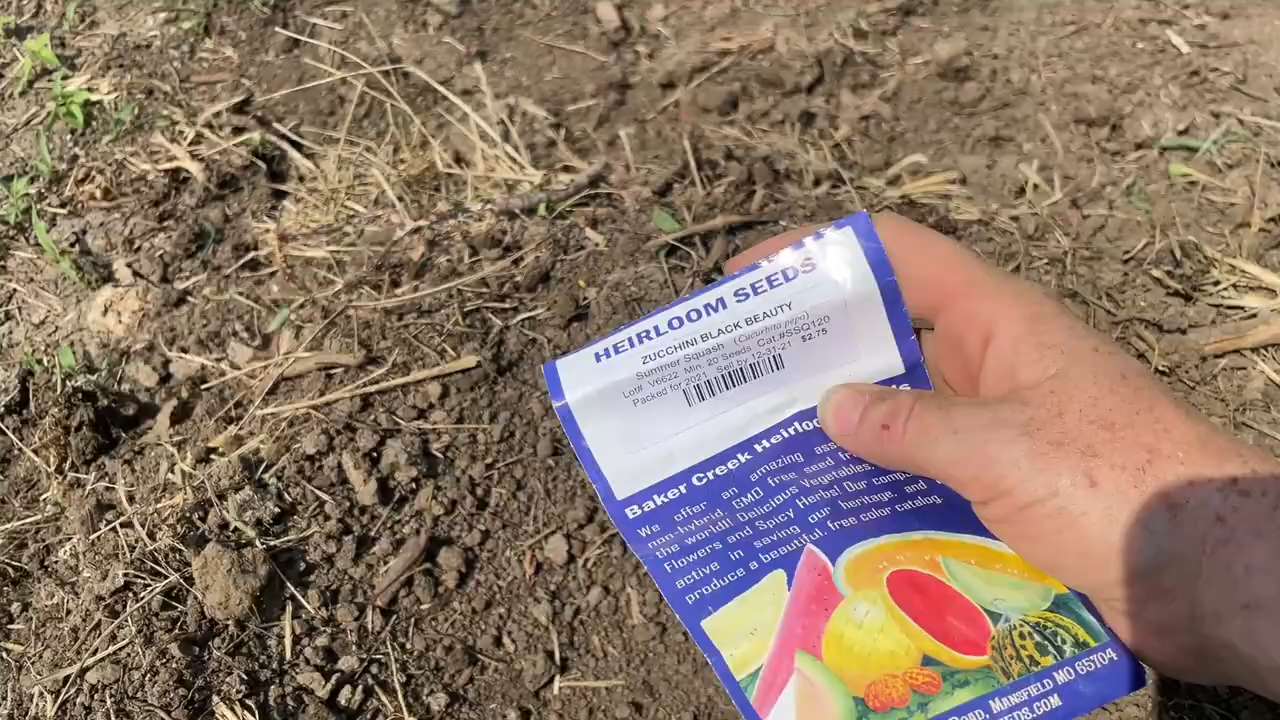 HEIRLOOM SEEDS
ZUCCHINI BLACK BEAUTY
Summer Squash (Cucurbita pepo)
Lot# V6622 Min. 20 Seeds Cat.#SSQ120
Packed for 2021 Sell by 12-31-21 $2.75
Baker Creek
We offer an amazing
non-hybrid, GMO free seed
the world! Delicious Vegetables,
Flowers and Spicy Herbs! Our
active in saving our heritage, and
produce a beautiful, free color catalog.
Mansfield MO 65704